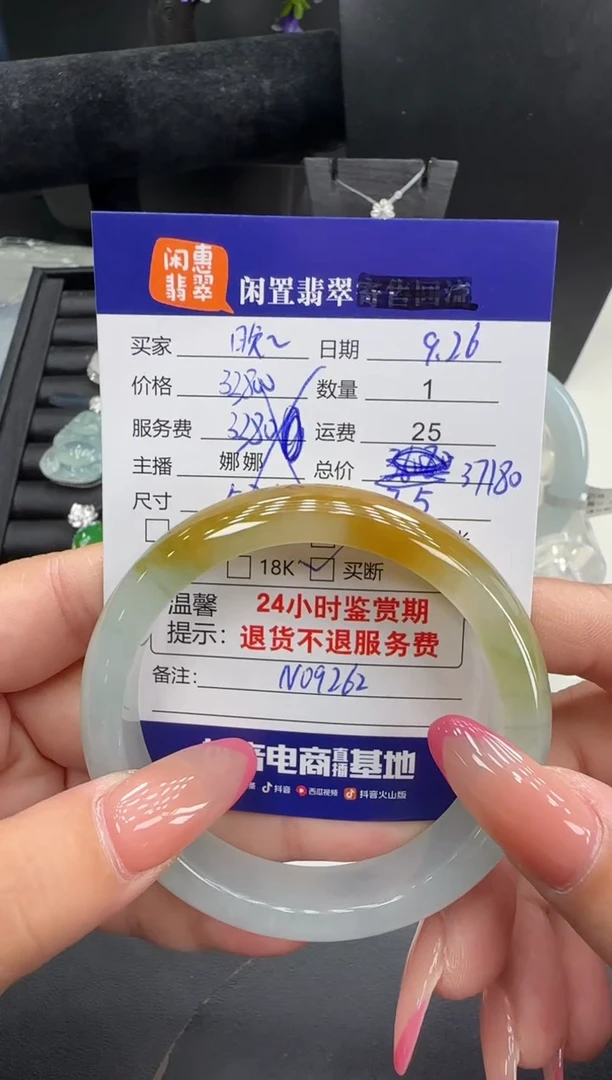 闲惠
翡翠
闲置翡翠
买家 日期 9.26
价格 32800 数量 1
服务费 3280 运费 25
主播 娜娜 总价 37180
尺寸
18K 买断
温馨 24小时鉴赏期
提示：退货不退服务费
备注： N09262
抖音电商直播基地
抖音 西瓜视频 抖音火山版